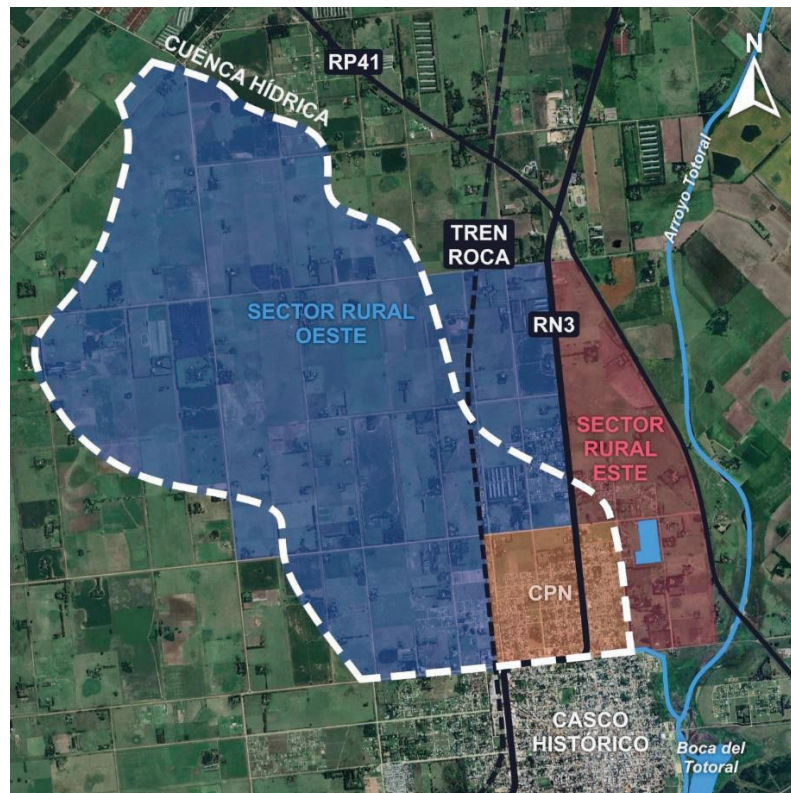 CUENCA HÍDRICA
RP41
N
Arroyo Totoral
TREN
ROCA
SECTOR RURAL
OESTE
RN3
SECTOR
RURAL
ESTE
CPN
CASCO
HISTÓRICO
Boca del
Totoral